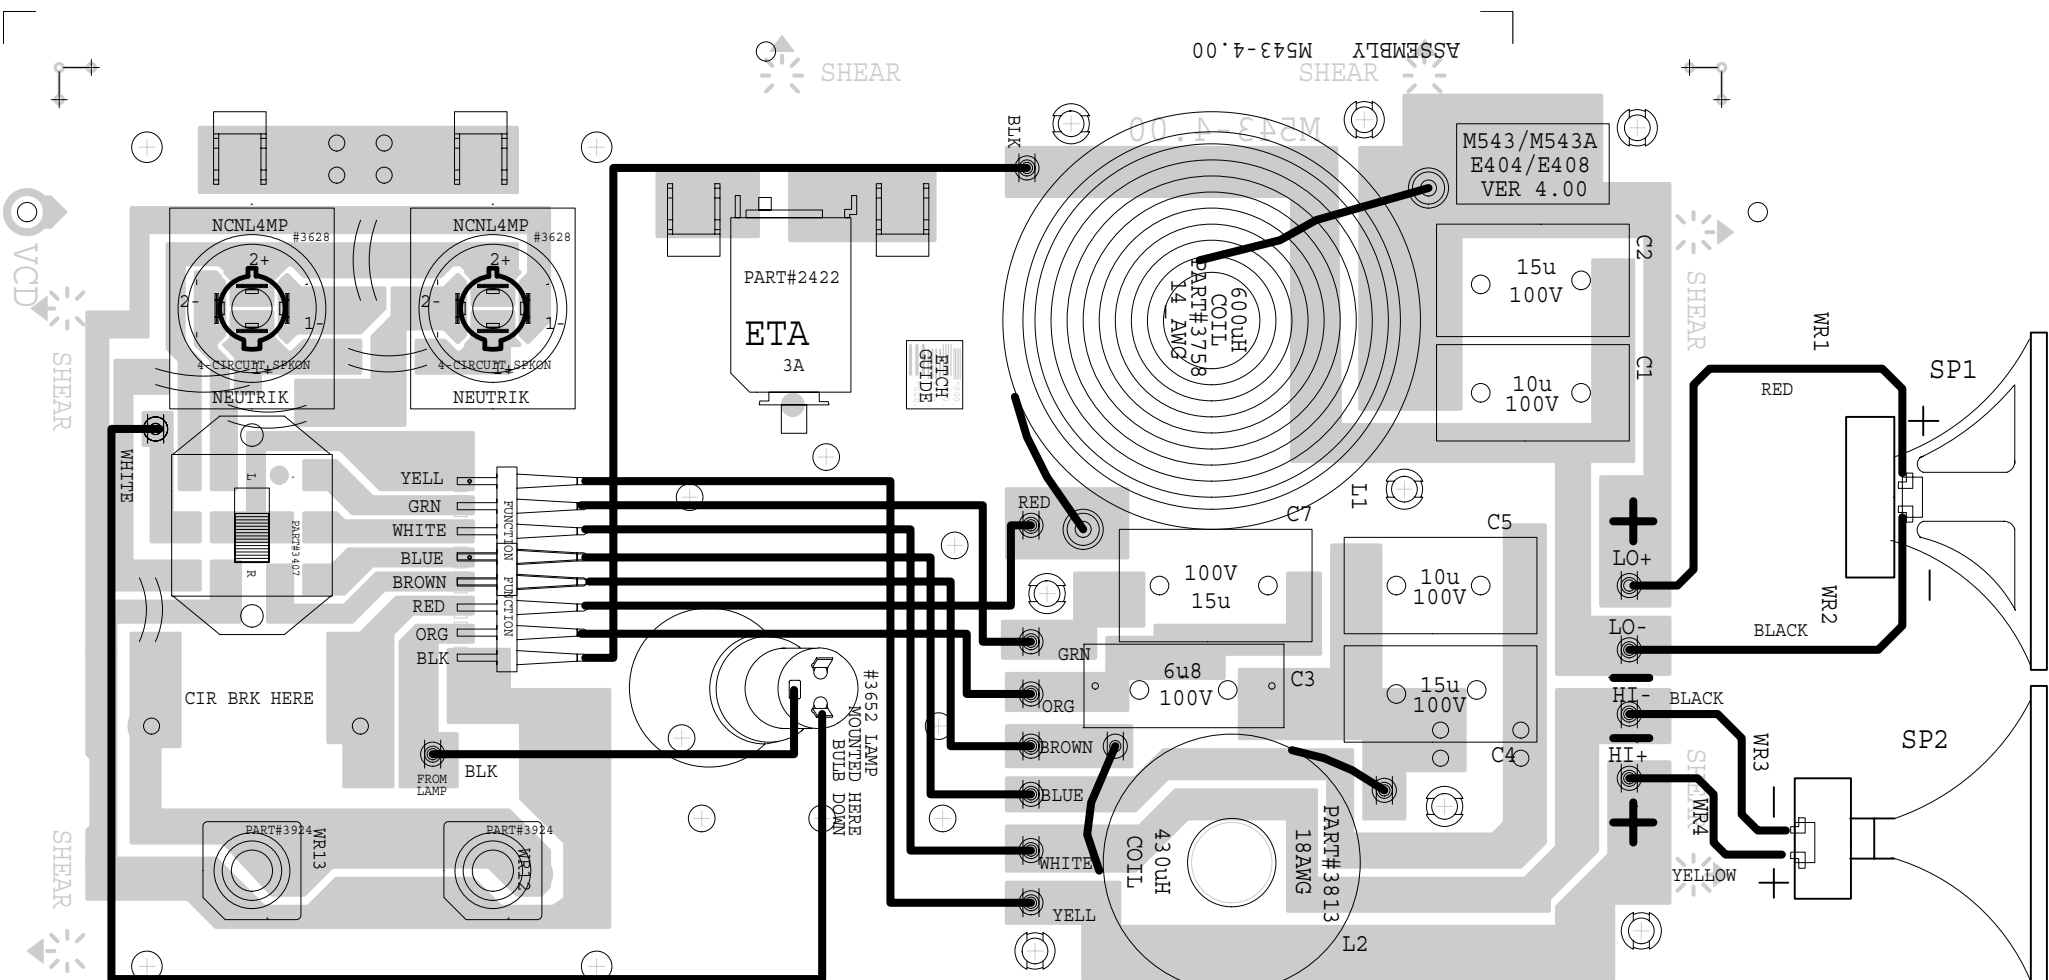 ASSEMBLY M543-4.00
SHEAR
SHEAR
M543-4.00
BLK
M543/M543A
E404/E408
VER 4.00
VCD
NCNL4MP
#3628
2+
2-
1-
1+
4-CIRCUIT SPKON
NEUTRIK
NCNL4MP
#3628
2+
2-
1-
1+
4-CIRCUIT SPKON
NEUTRIK
PART#2422
ETA
3A
ETCH
GUIDE
600uH
COIL
PART#3758
14 AWG
L1
C2
15u
100V
C1
10u
100V
SHEAR
SHEAR
WR1
RED
SP1
+
−
WHITE
L
R
PART#3407
YELL
GRN
WHITE
BLUE
BROWN
RED
ORG
BLK
FUNCTION
FUNCTION
RED
GRN
ORG
BROWN
BLUE
WHITE
YELL
C7
100V
15u
C5
10u
100V
6u8
100V
C3
15u
100V
C4
+
LO+
LO-
−
HI-
−
HI+
+
WR2
BLACK
BLACK
WR3
WR4
YELLOW
SP2
−
+
SHEAR
CIR BRK HERE
FROM
LAMP
BLK
#3652 LAMP
MOUNTED HERE
BULB DOWN
PART#3924
WR13
PART#3924
WR12
SHEAR
430uH
COIL
PART#3813
18AWG
L2